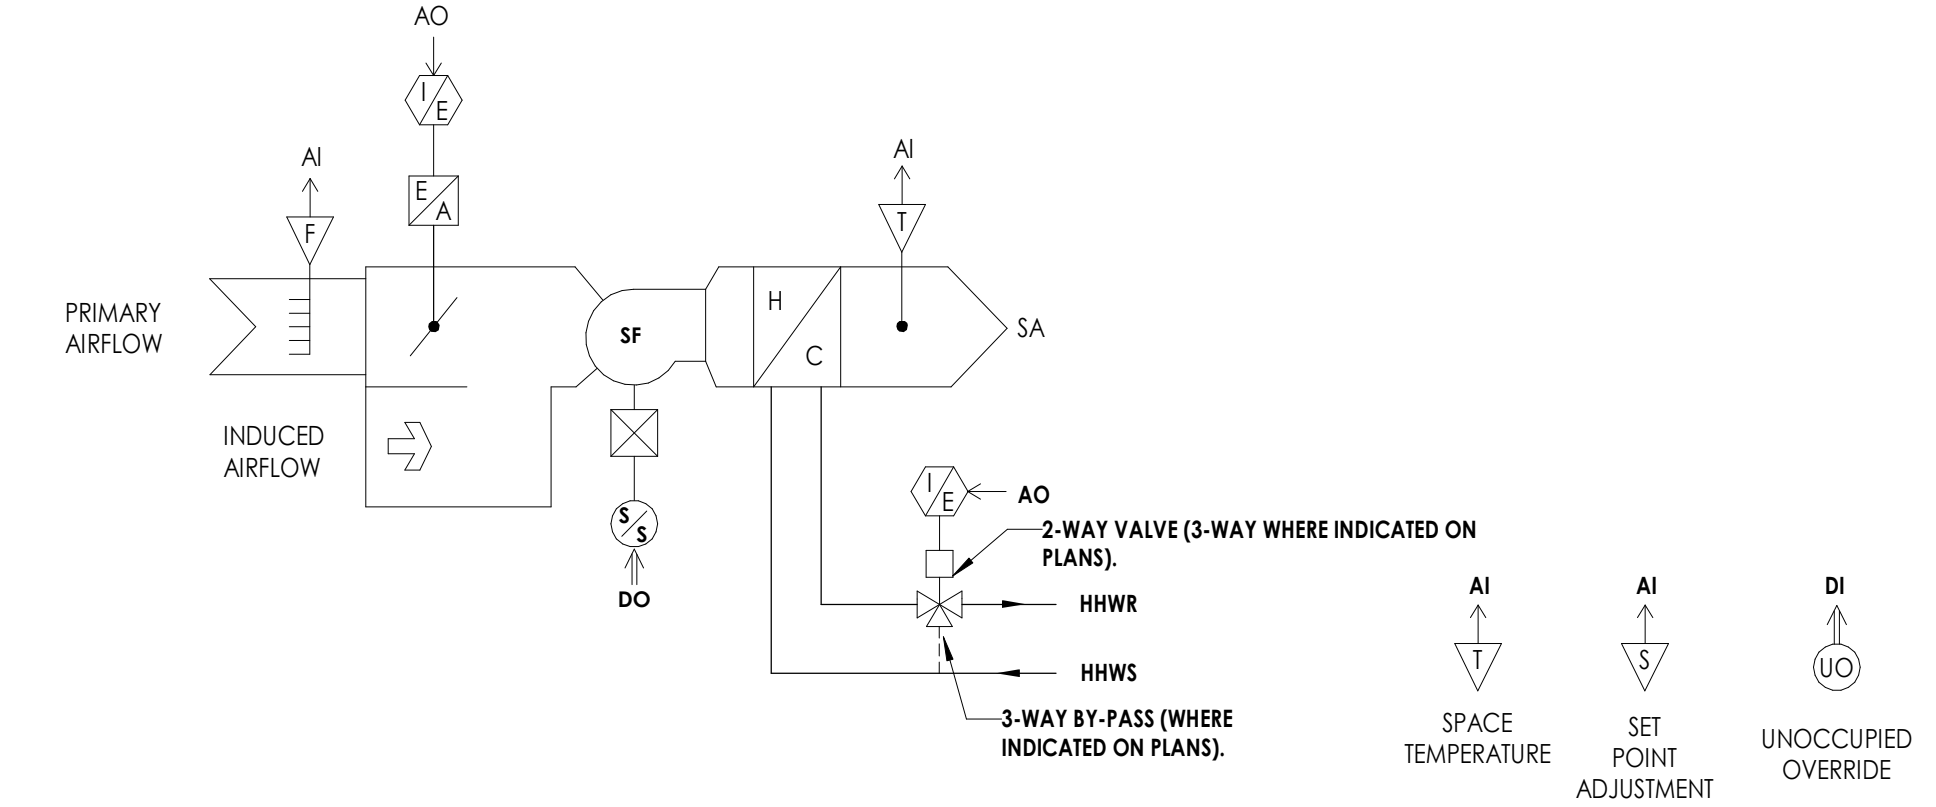 AO
I
E
AI
E
A
F
AI
T
PRIMARY
AIRFLOW
SF
H
C
SA
INDUCED
AIRFLOW
S
S
DO
I
E
AO
2-WAY VALVE (3-WAY WHERE INDICATED ON
PLANS).
HHWR
HHWS
3-WAY BY-PASS (WHERE
INDICATED ON PLANS).
AI
T
SPACE
TEMPERATURE
AI
S
SET
POINT
ADJUSTMENT
DI
UO
UNOCCUPIED
OVERRIDE